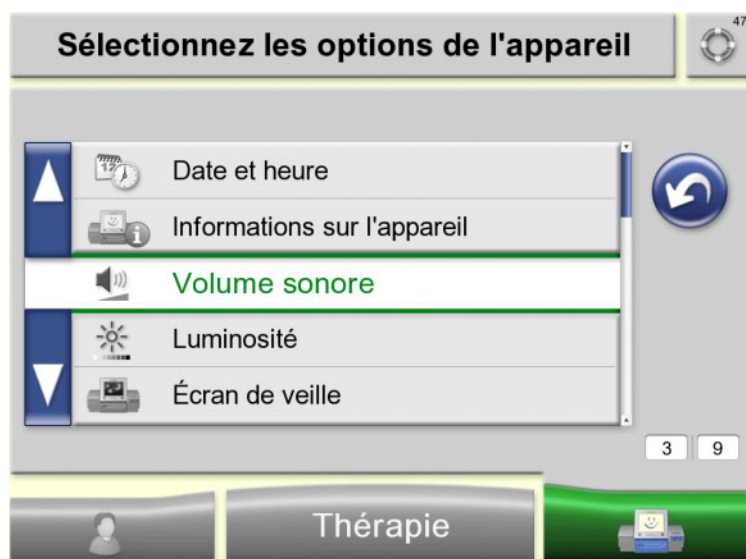 Sélectionnez les options de l'appareil
47
Date et heure
Informations sur l'appareil
Volume sonore
Luminosité
Écran de veille
3 9
Thérapie